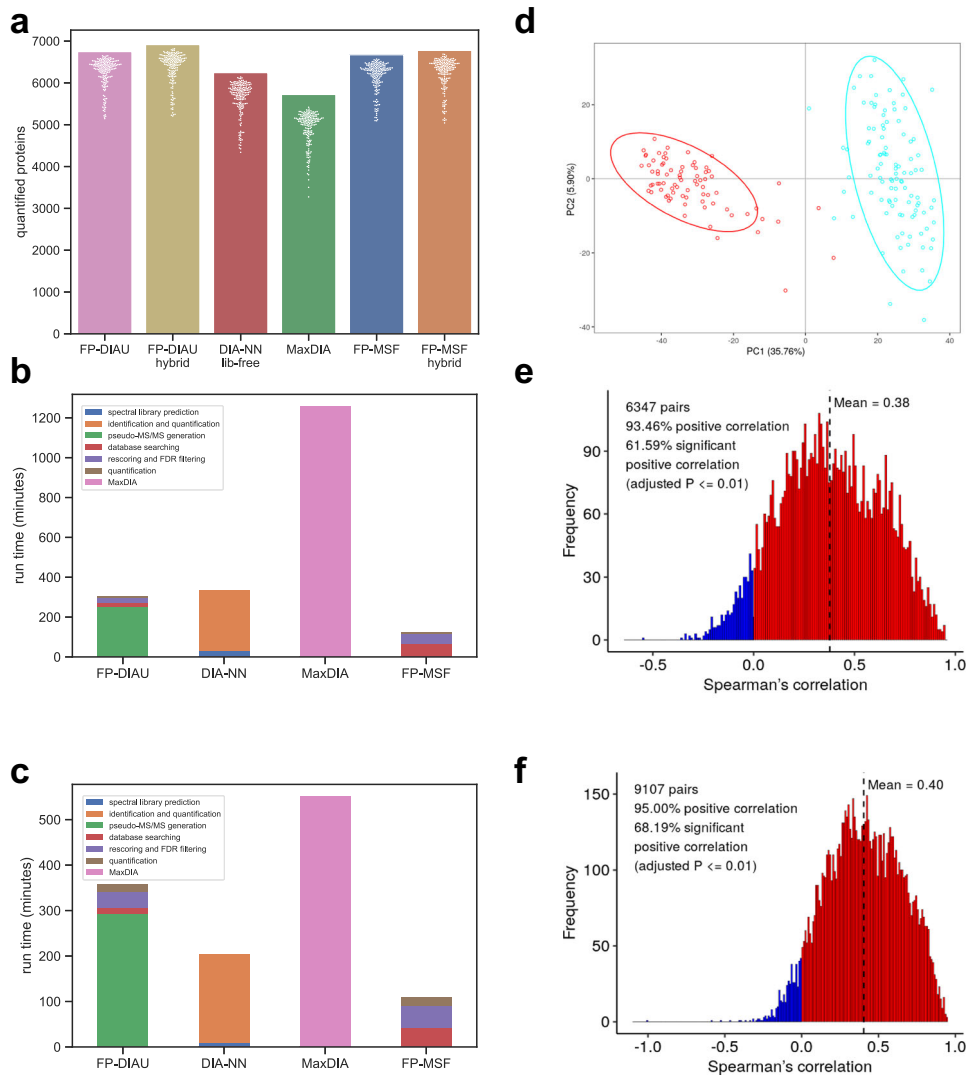 a
7000
6000
5000
4000
3000
2000
1000
0
quantified proteins
FP-DIAU
FP-DIAU
hybrid
DIA-NN
lib-free
MaxDIA
FP-MSF
FP-MSF
hybrid
b
1200
1000
800
600
400
200
0
run time (minutes)
spectral library prediction
identification and quantification
pseudo-MS/MS generation
database searching
rescoring and FDR filtering
quantification
MaxDIA
FP-DIAU
DIA-NN
MaxDIA
FP-MSF
c
500
400
300
200
100
0
run time (minutes)
spectral library prediction
identification and quantification
pseudo-MS/MS generation
database searching
rescoring and FDR filtering
quantification
MaxDIA
FP-DIAU
DIA-NN
MaxDIA
FP-MSF
d
20
0
-20
-40
PC2 (5.90%)
-40
-20
0
20
40
PC1 (35.76%)
e
6347 pairs
93.46% positive correlation
61.59% significant
positive correlation
(adjusted P <= 0.01)
Mean = 0.38
90
60
30
0
Frequency
-0.5
0.0
0.5
1.0
Spearman's correlation
f
9107 pairs
95.00% positive correlation
68.19% significant
positive correlation
(adjusted P <= 0.01)
Mean = 0.40
150
100
50
0
Frequency
-1.0
-0.5
0.0
0.5
1.0
Spearman's correlation